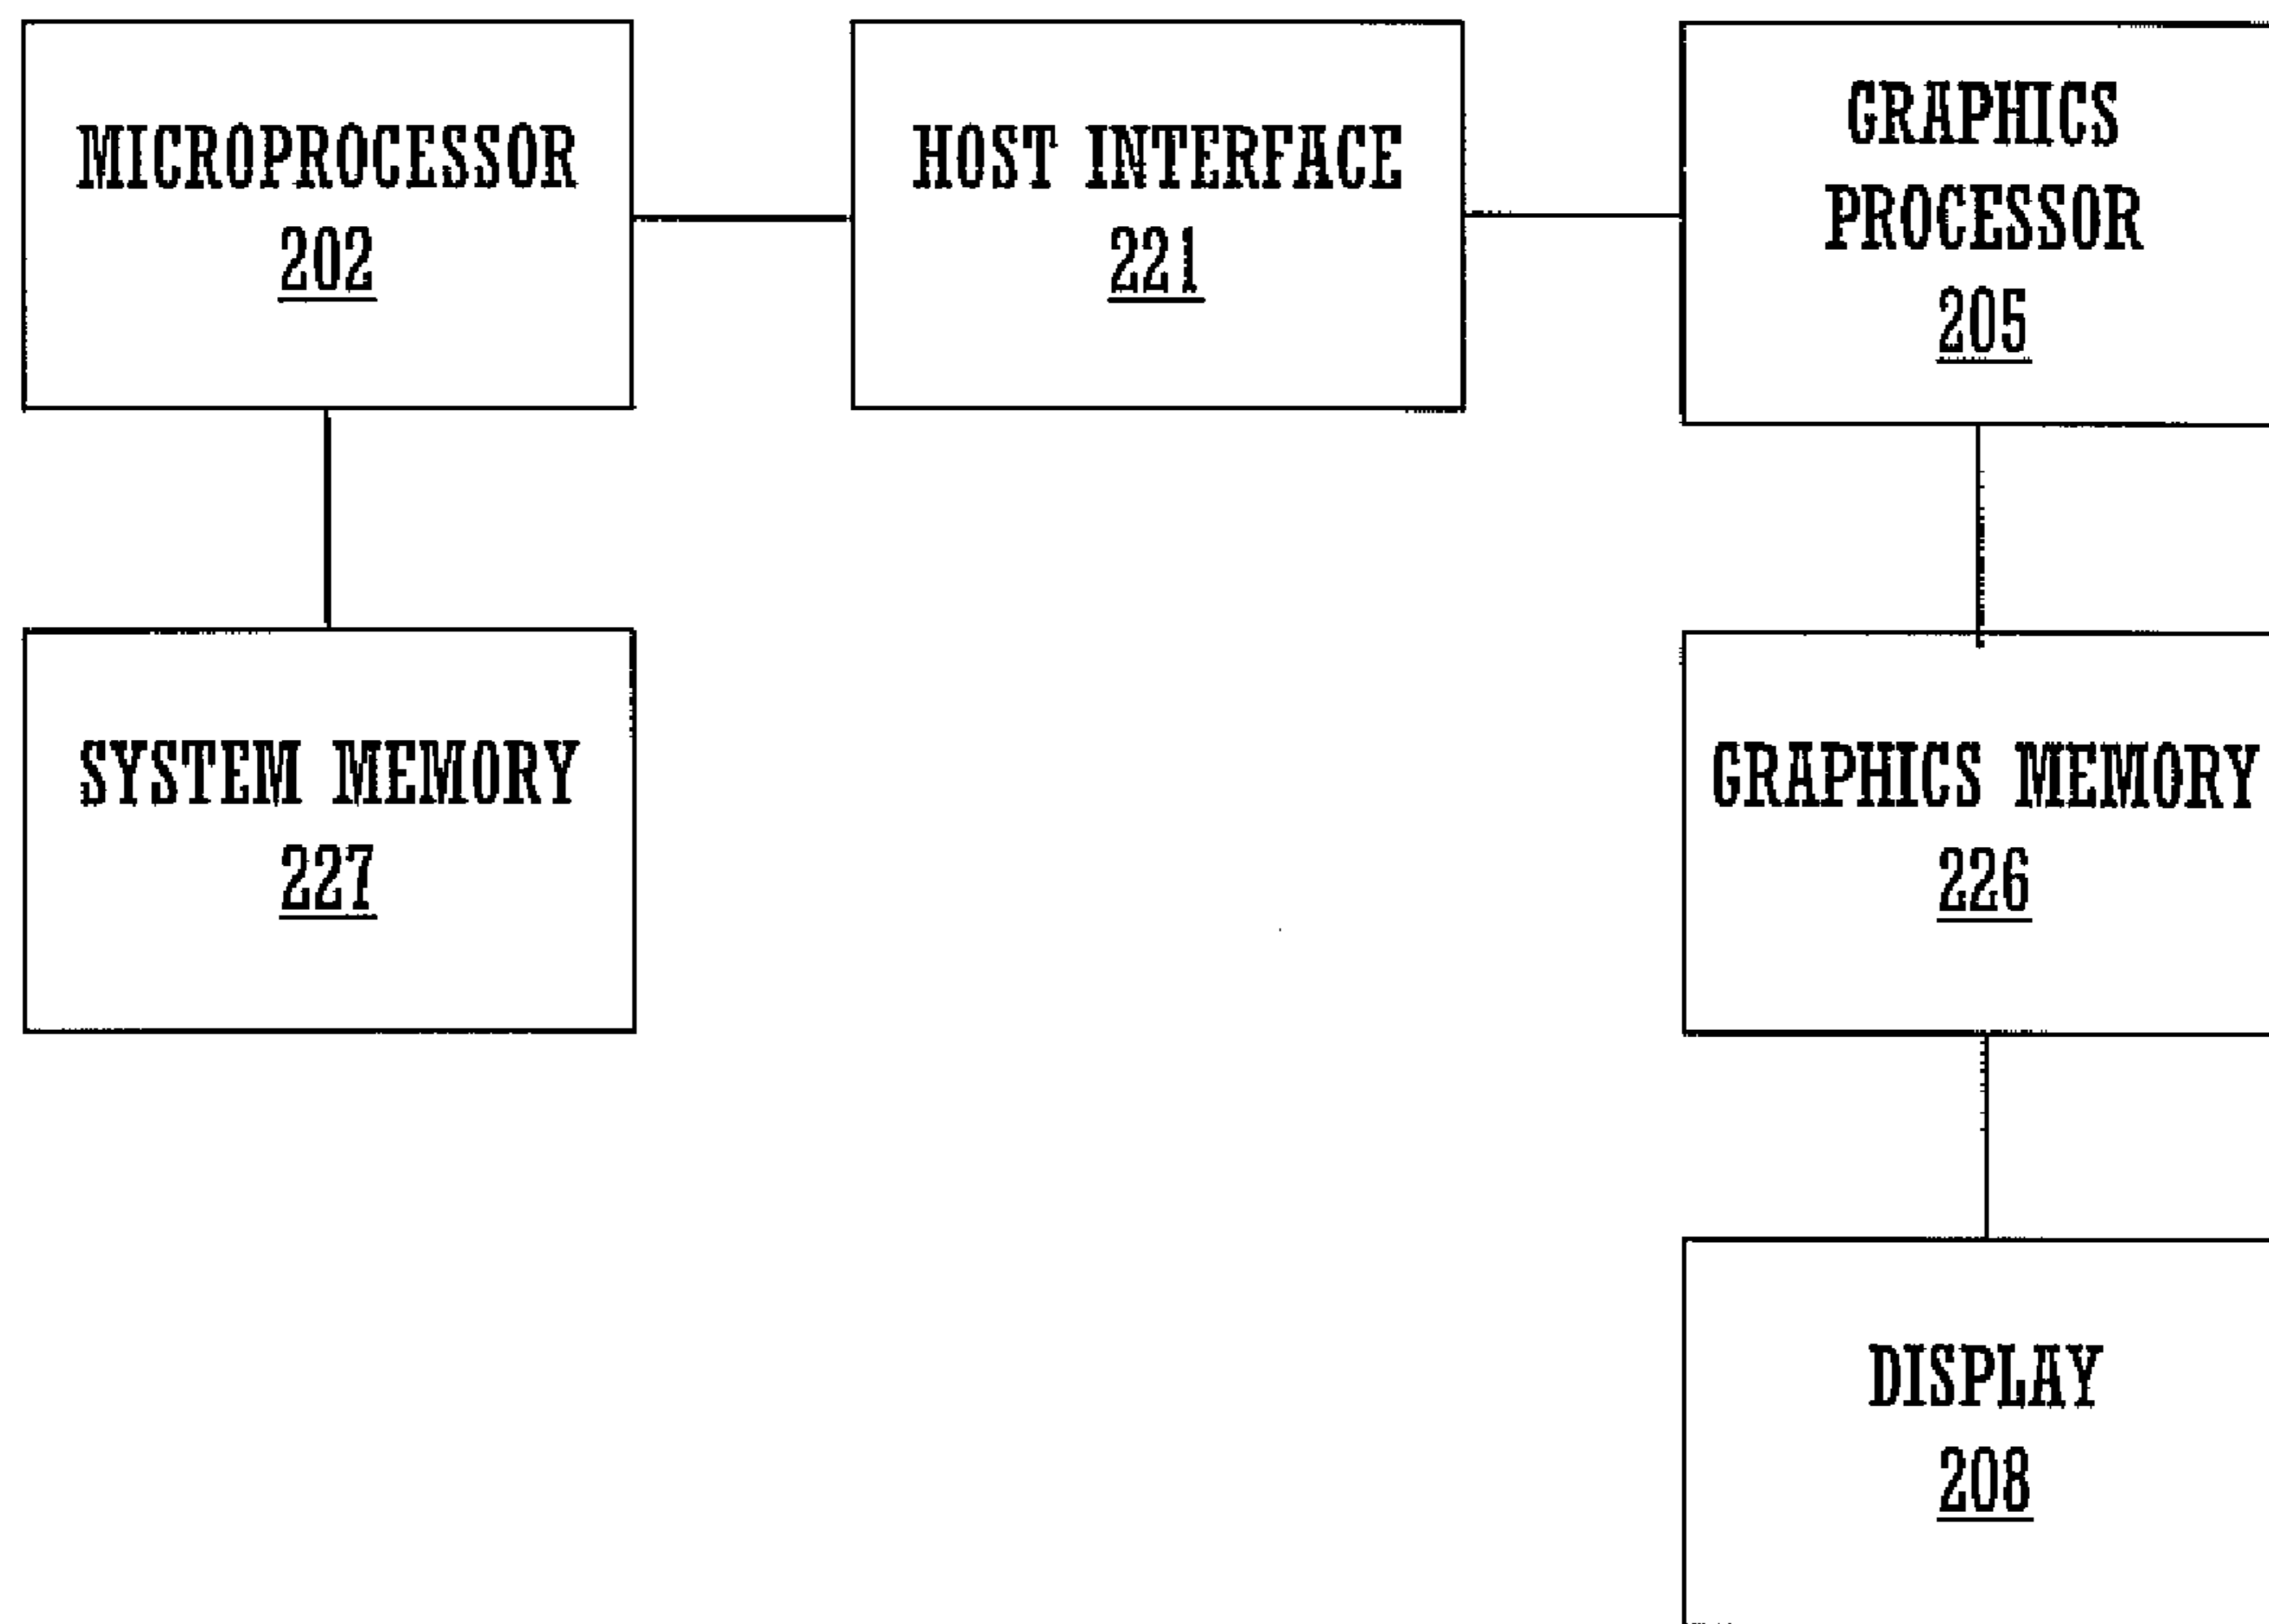 MICROPROCESSOR
202
HOST INTERFACE
221
GRAPHICS
PROCESSOR
205
SYSTEM MEMORY
227
GRAPHICS MEMORY
226
DISPLAY
208